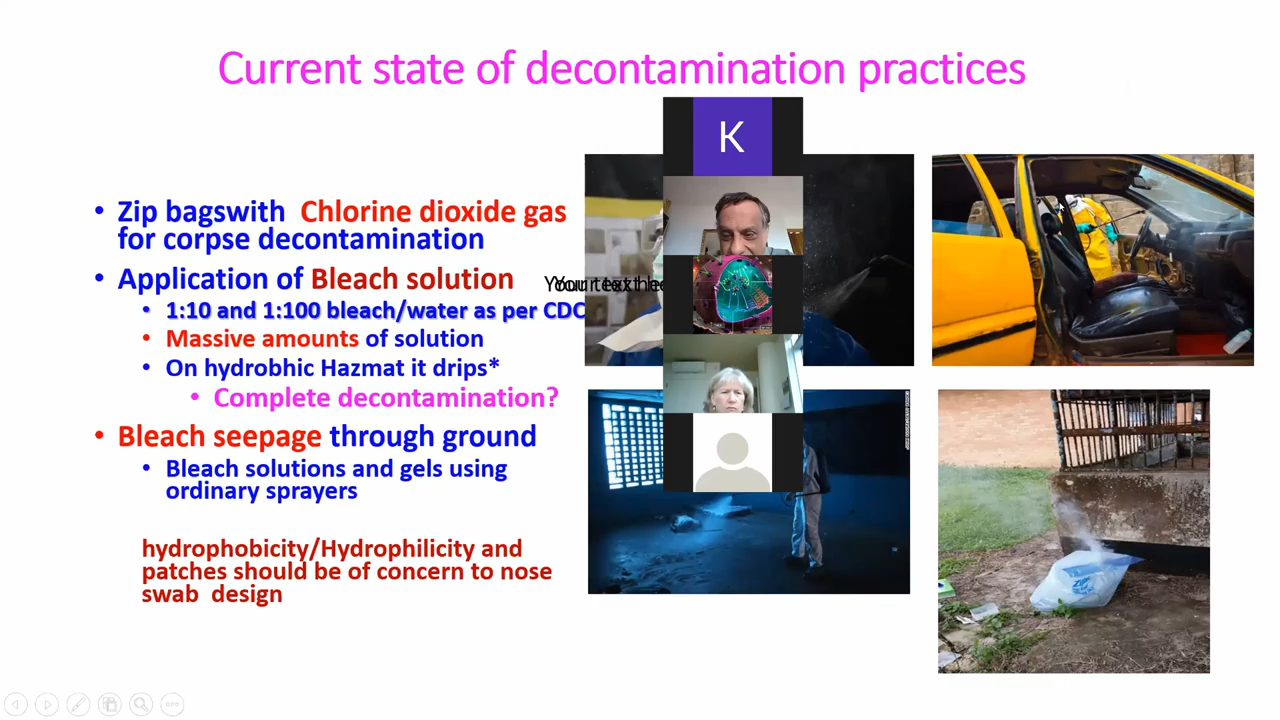 Current state of decontamination practices
K
• Zip bagswith Chlorine dioxide gas
for corpse decontamination
• Application of Bleach solution
• 1:10 and 1:100 bleach/water as per CDC
• Massive amounts of solution
• On hydrobhic Hazmat it drips*
• Complete decontamination?
• Bleach seepage through ground
• Bleach solutions and gels using
ordinary sprayers
hydrophobicity/Hydrophilicity and
patches should be of concern to nose
swab design